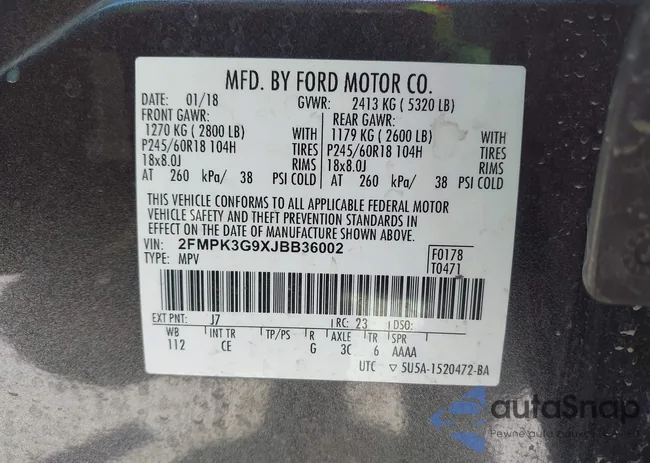 MFD. BY FORD MOTOR CO.
DATE: 01/18 GVWR: 2413 KG ( 5320 LB)
FRONT GAWR: REAR GAWR:
1270 KG ( 2800 LB) WITH 1179 KG ( 2600 LB) WITH
P245/60R18 104H TIRES P245/60R18 104H TIRES
18x8.0J RIMS 18x8.0J RIMS
AT 260 kPa/ 38 PSI COLD AT 260 kPa/ 38 PSI COLD
THIS VEHICLE CONFORMS TO ALL APPLICABLE FEDERAL MOTOR
VEHICLE SAFETY AND THEFT PREVENTION STANDARDS IN
EFFECT ON THE DATE OF MANUFACTURE SHOWN ABOVE.
VIN: 2FMPK3G9XJBB36002 F0178
TYPE: MPV T0471
EXT PNT: J7 RC: 23 DSO:
WB INT TR TP/PS R AXLE TR SPR
112 CE G 3C 6 AAAA
UTC ▽ 5U5A-1520472-BA
autoSnap
Pewne auto z pewnego źródła